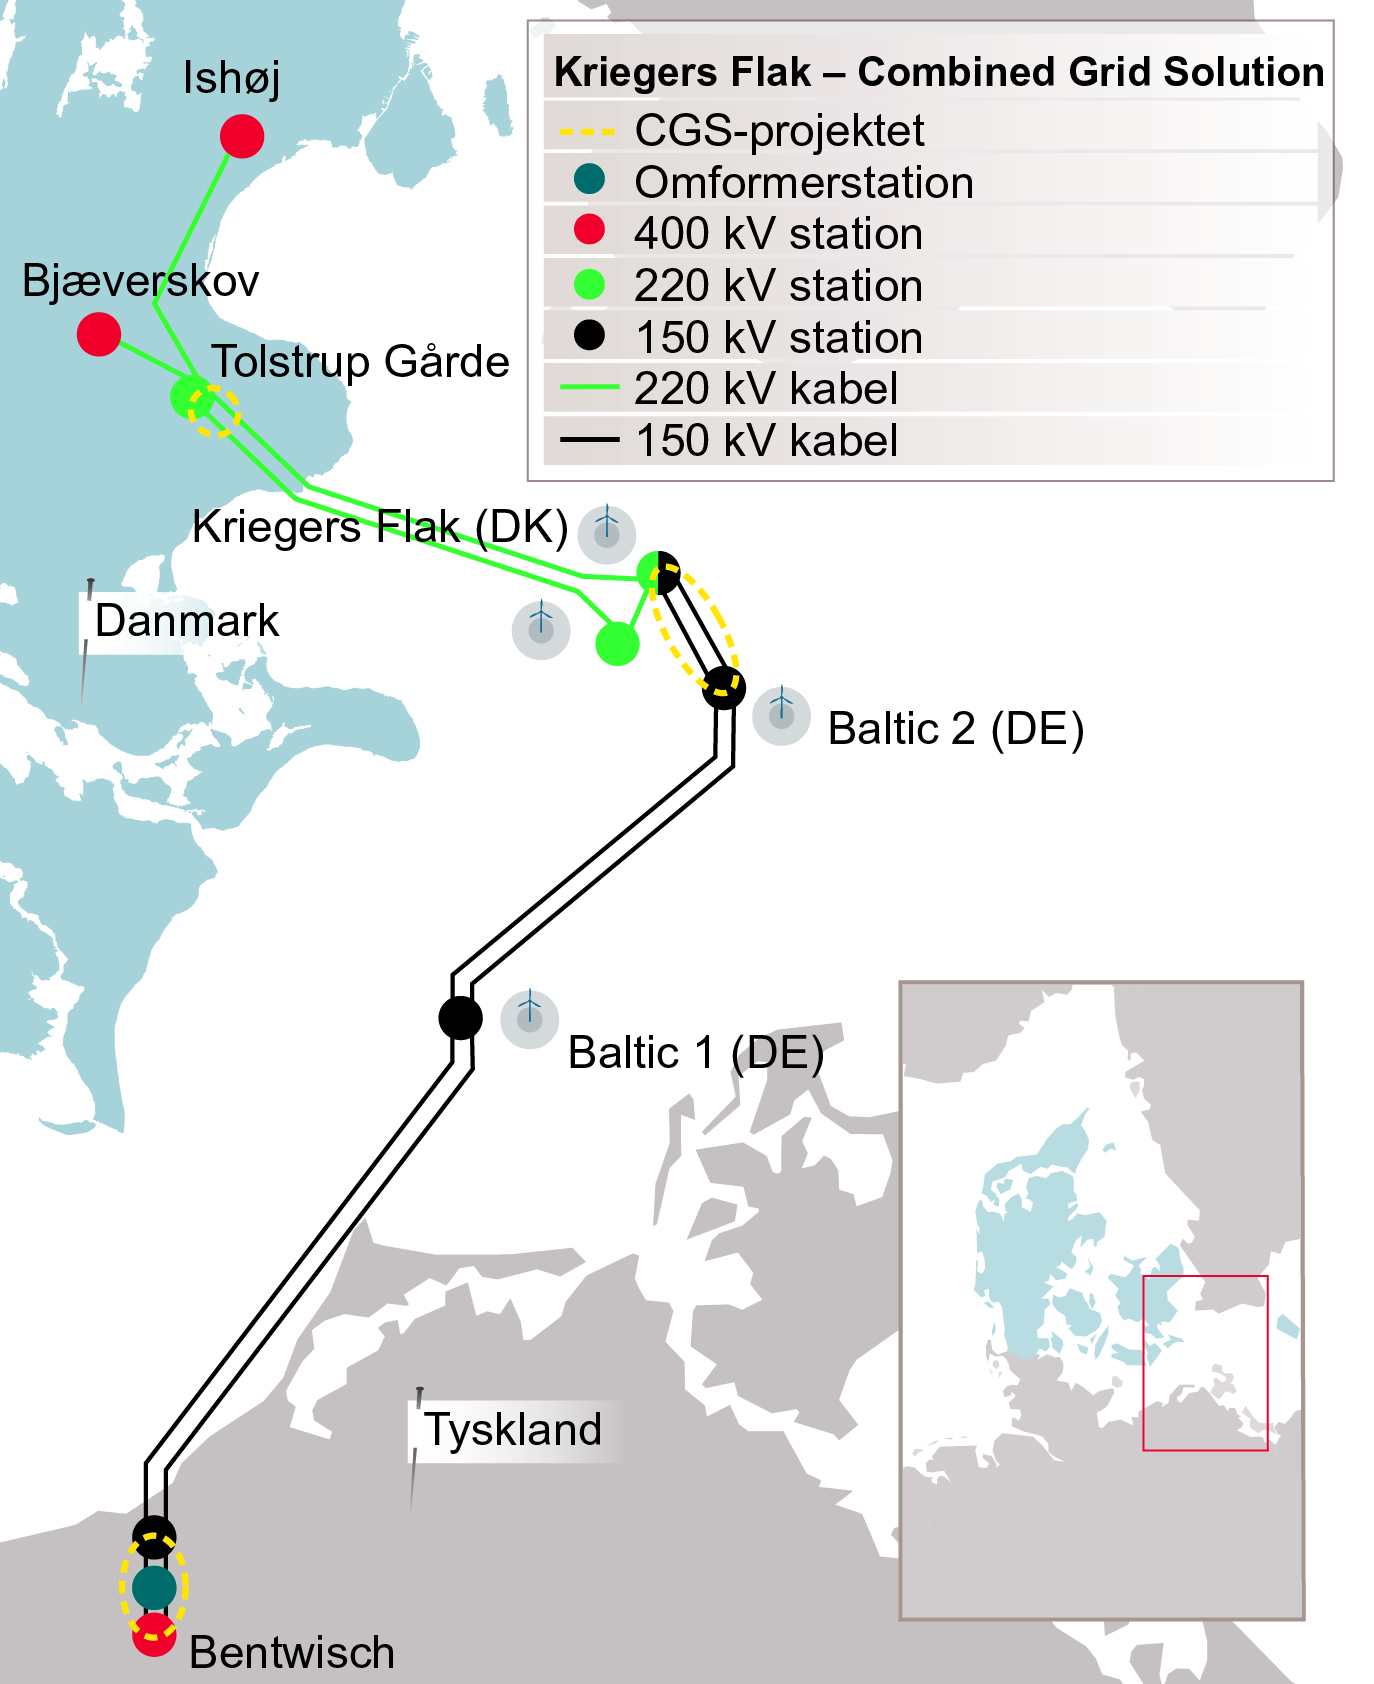 Ishøj
Kriegers Flak – Combined Grid Solution
CGS-projektet
Omformerstation
400 kV station
220 kV station
150 kV station
220 kV kabel
150 kV kabel
Bjæverskov
Tolstrup Gårde
Kriegers Flak (DK)
Danmark
Baltic 2 (DE)
Baltic 1 (DE)
Tyskland
Bentwisch